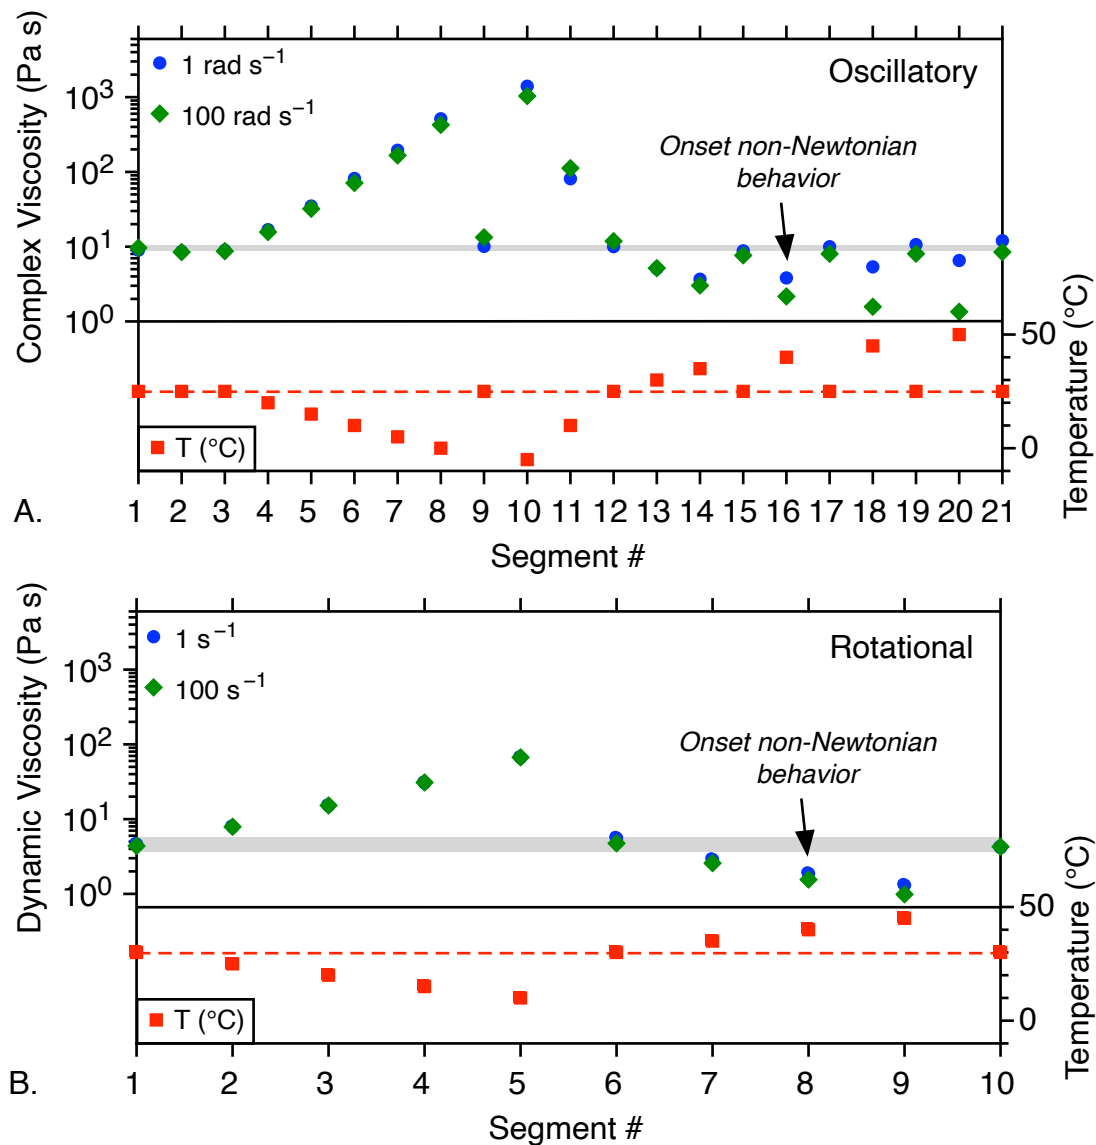 Complex Viscosity (Pa s)
10³
10²
10¹
10⁰
1 rad s⁻¹
100 rad s⁻¹
Oscillatory
Onset non-Newtonian
behavior
T (°C)
50
0
Temperature (°C)
A.
1 2 3 4 5 6 7 8 9 10 11 12 13 14 15 16 17 18 19 20 21
Segment #
Dynamic Viscosity (Pa s)
10³
10²
10¹
10⁰
1 s⁻¹
100 s⁻¹
Rotational
Onset non-Newtonian
behavior
T (°C)
50
0
Temperature (°C)
B.
1 2 3 4 5 6 7 8 9 10
Segment #